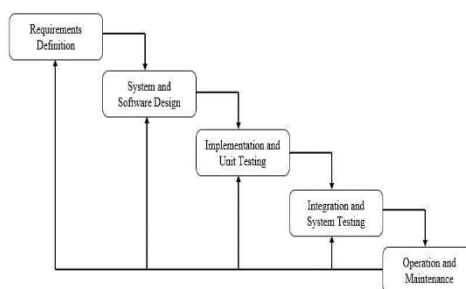 Requirements
Definition
System and
Software Design
Implementation and
Unit Testing
Integration and
System Testing
Operation and
Maintenance